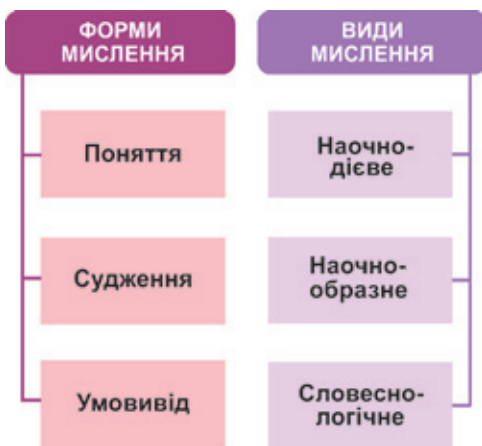 ФОРМИ
МИСЛЕННЯ
Поняття
Судження
Умовивід
ВИДИ
МИСЛЕННЯ
Наочно-
дієве
Наочно-
образне
Словесно-
логічне